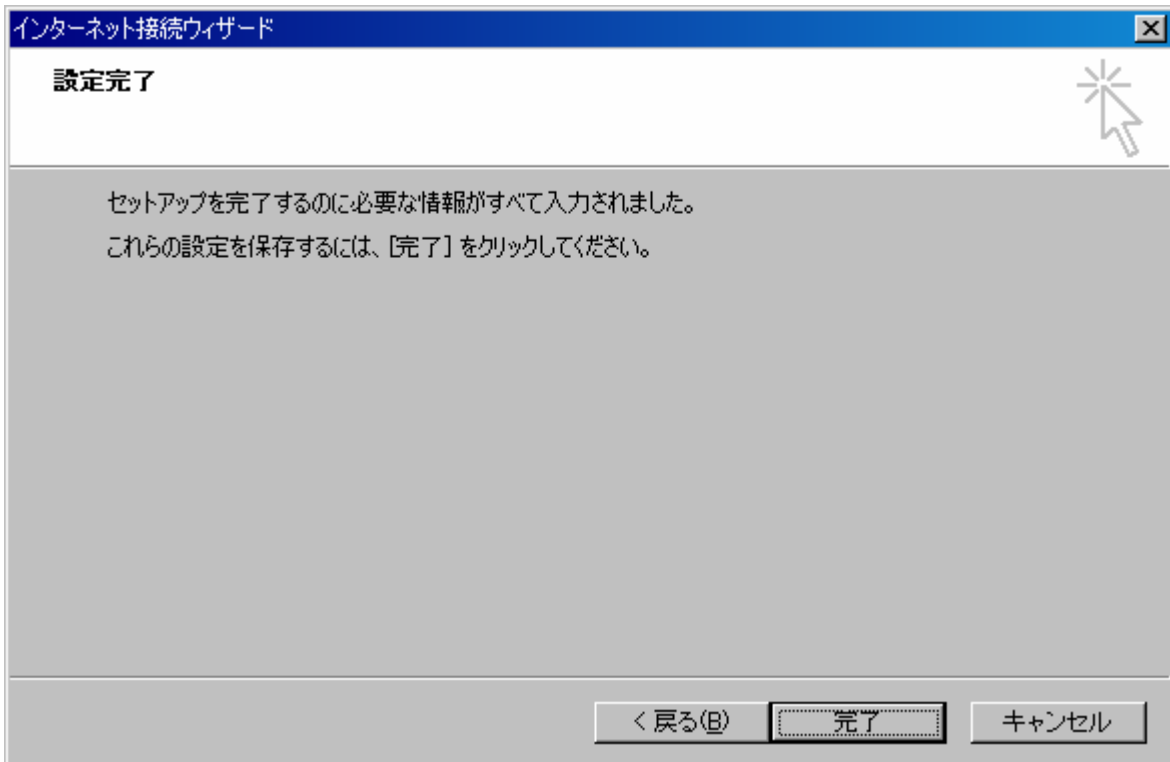 インターネット接続ウィザード
設定完了
セットアップを完了するのに必要な情報がすべて入力されました。
これらの設定を保存するには、[完了] をクリックしてください。
< 戻る(B)
完了
キャンセル